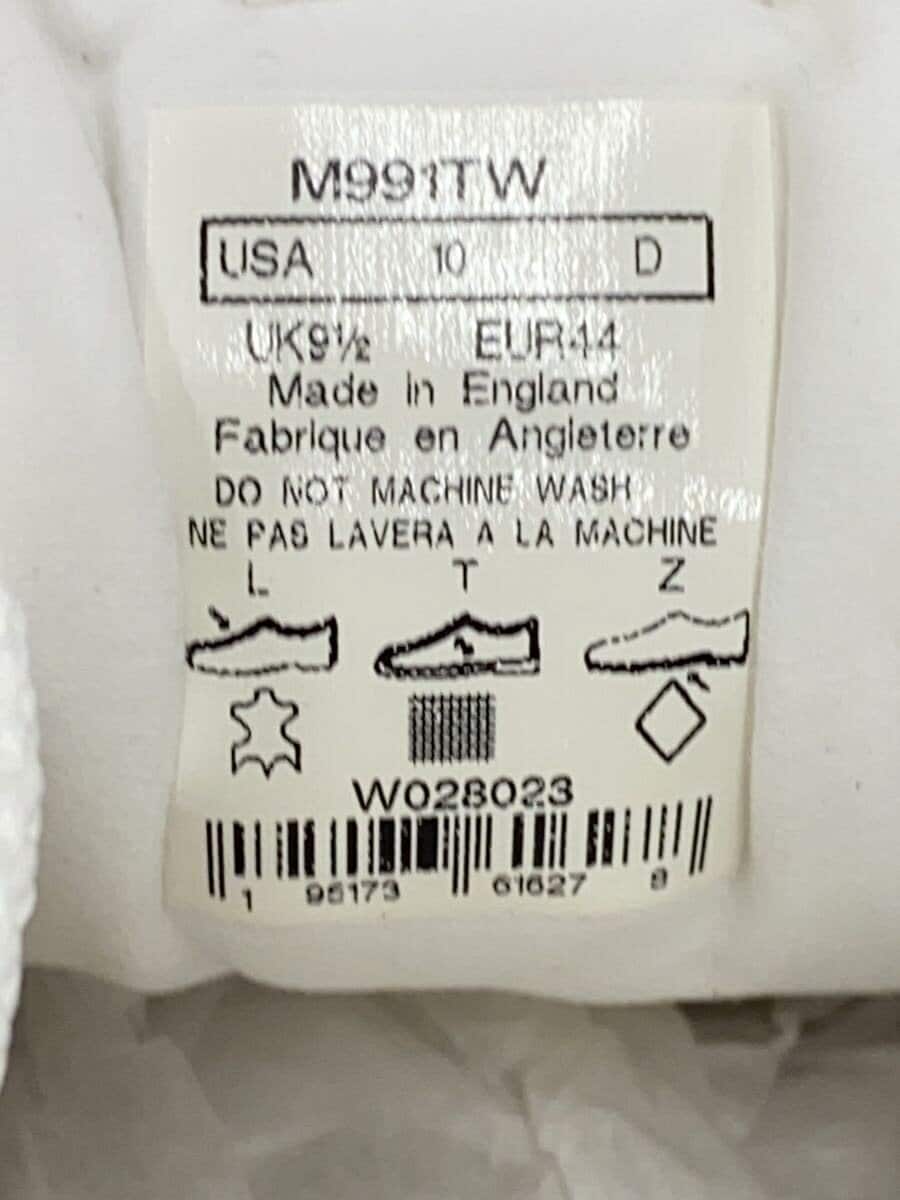 M991TW
USA 10 D
UK9½ EUR44
Made in England
Fabrique en Angleterre
DO NOT MACHINE WASH
NE PAS LAVERA A LA MACHINE
L T Z
W028023
1 95173 61627 8